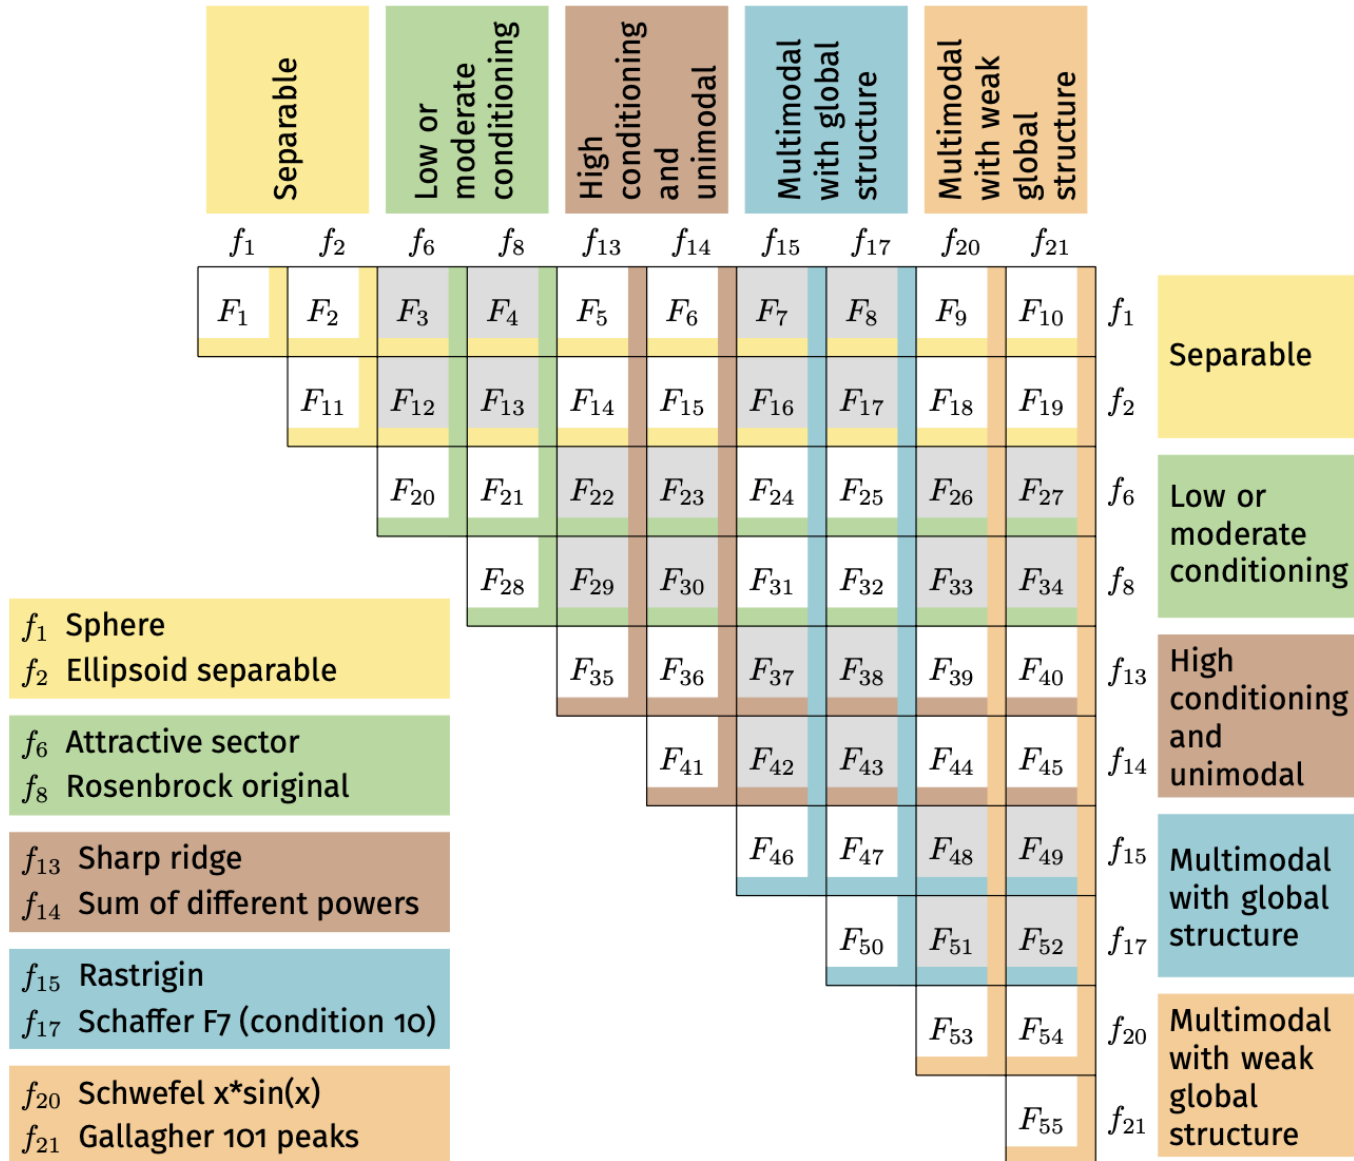 Separable
Low or
moderate
conditioning
High
conditioning
and
unimodal
Multimodal
with global
structure
Multimodal
with weak
global
structure
f₁ f₂ f₆ f₈ f₁₃ f₁₄ f₁₅ f₁₇ f₂₀ f₂₁
F₁ F₂ F₃ F₄ F₅ F₆ F₇ F₈ F₉ F₁₀ f₁
F₁₁ F₁₂ F₁₃ F₁₄ F₁₅ F₁₆ F₁₇ F₁₈ F₁₉ f₂
F₂₀ F₂₁ F₂₂ F₂₃ F₂₄ F₂₅ F₂₆ F₂₇ f₆
F₂₈ F₂₉ F₃₀ F₃₁ F₃₂ F₃₃ F₃₄ f₈
F₃₅ F₃₆ F₃₇ F₃₈ F₃₉ F₄₀ f₁₃
F₄₁ F₄₂ F₄₃ F₄₄ F₄₅ f₁₄
F₄₆ F₄₇ F₄₈ F₄₉ f₁₅
F₅₀ F₅₁ F₅₂ f₁₇
F₅₃ F₅₄ f₂₀
F₅₅ f₂₁
Separable
Low or
moderate
conditioning
High
conditioning
and
unimodal
Multimodal
with global
structure
Multimodal
with weak
global
structure
f₁ Sphere
f₂ Ellipsoid separable
f₆ Attractive sector
f₈ Rosenbrock original
f₁₃ Sharp ridge
f₁₄ Sum of different powers
f₁₅ Rastrigin
f₁₇ Schaffer F7 (condition 10)
f₂₀ Schwefel x*sin(x)
f₂₁ Gallagher 101 peaks